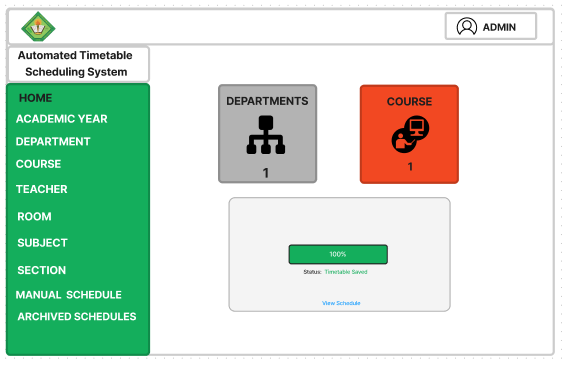 ADMIN
Automated Timetable
Scheduling System
HOME
ACADEMIC YEAR
DEPARTMENT
COURSE
TEACHER
ROOM
SUBJECT
SECTION
MANUAL SCHEDULE
ARCHIVED SCHEDULES
DEPARTMENTS
1
COURSE
1
100%
Status: Timetable Saved
View Schedule